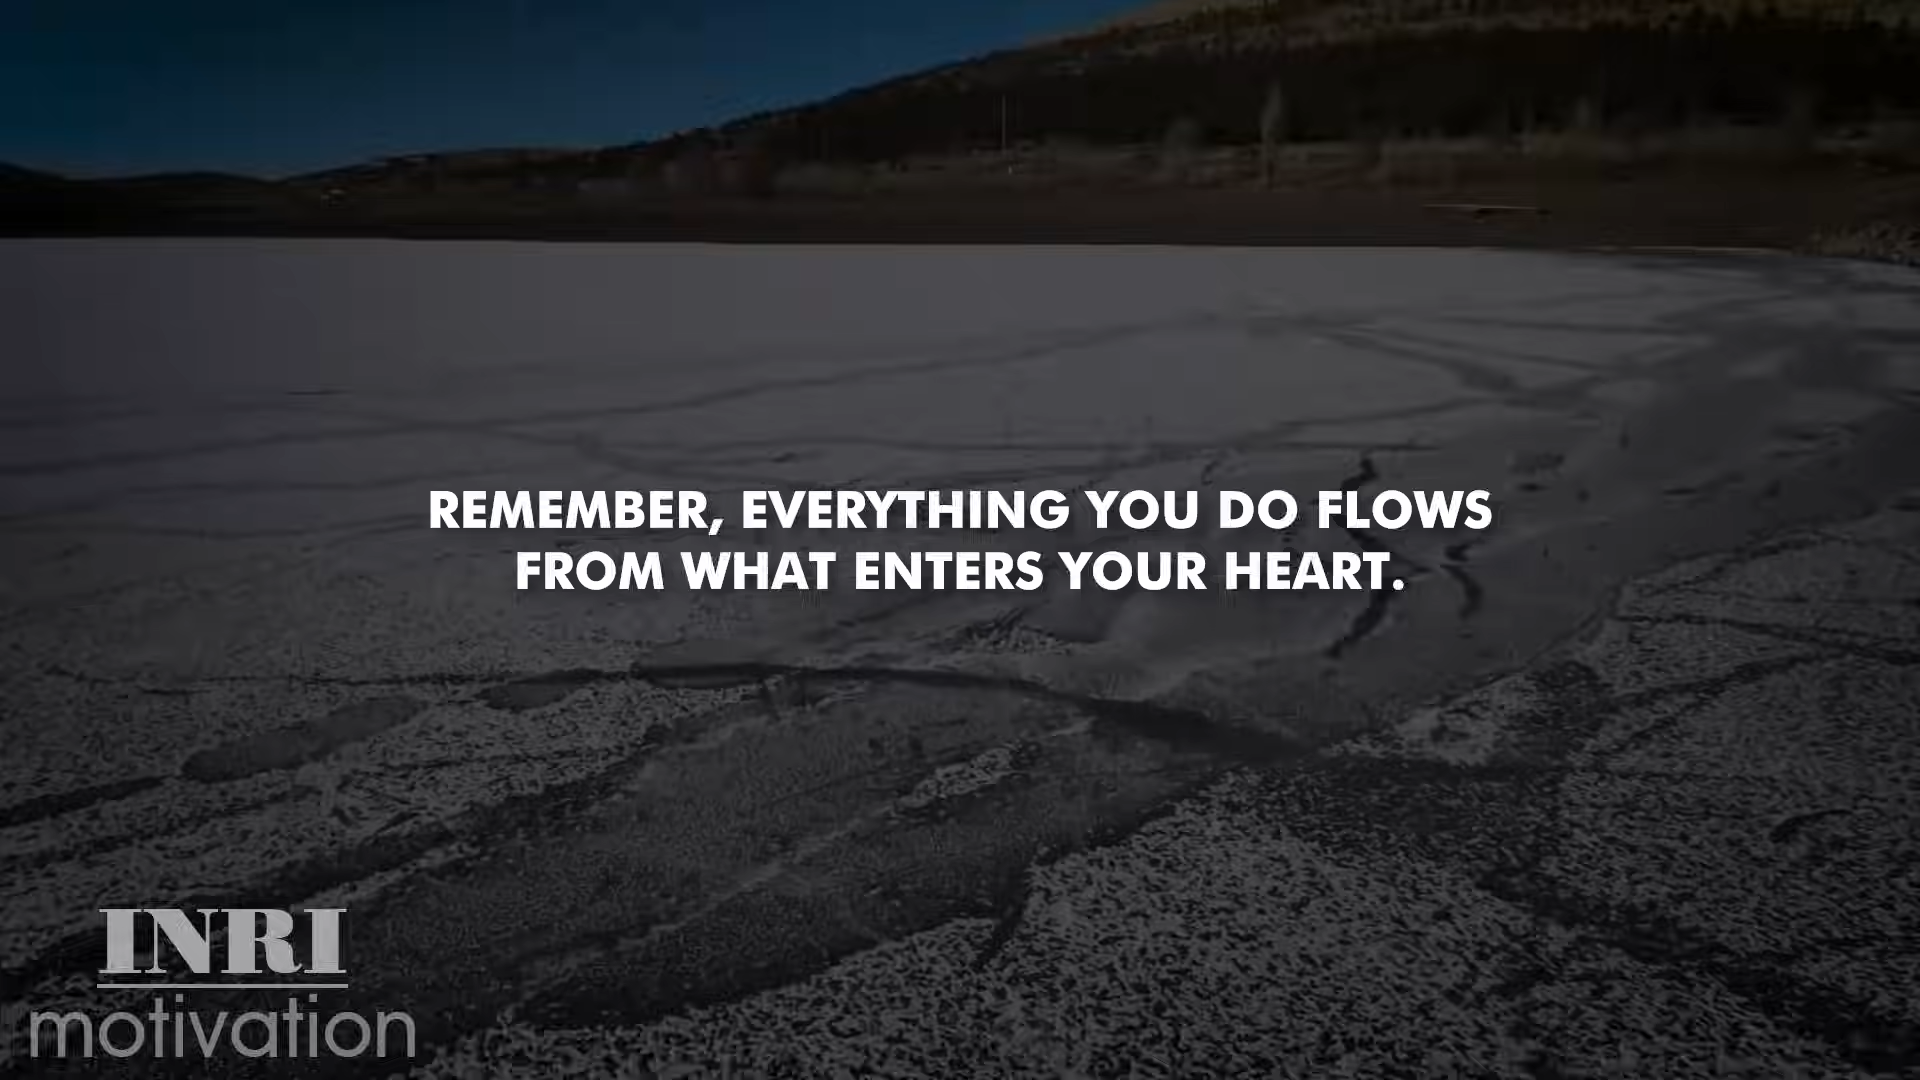 REMEMBER, EVERYTHING YOU DO FLOWS
FROM WHAT ENTERS YOUR HEART.
INRI
motivation